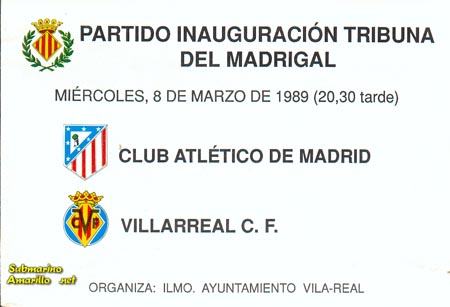 PARTIDO INAUGURACIÓN TRIBUNA
DEL MADRIGAL
MIÉRCOLES, 8 DE MARZO DE 1989 (20,30 tarde)
CLUB ATLÉTICO DE MADRID
CVF
VILLARREAL C. F.
Submarino
Amarillo .net
ORGANIZA: ILMO. AYUNTAMIENTO VILA-REAL